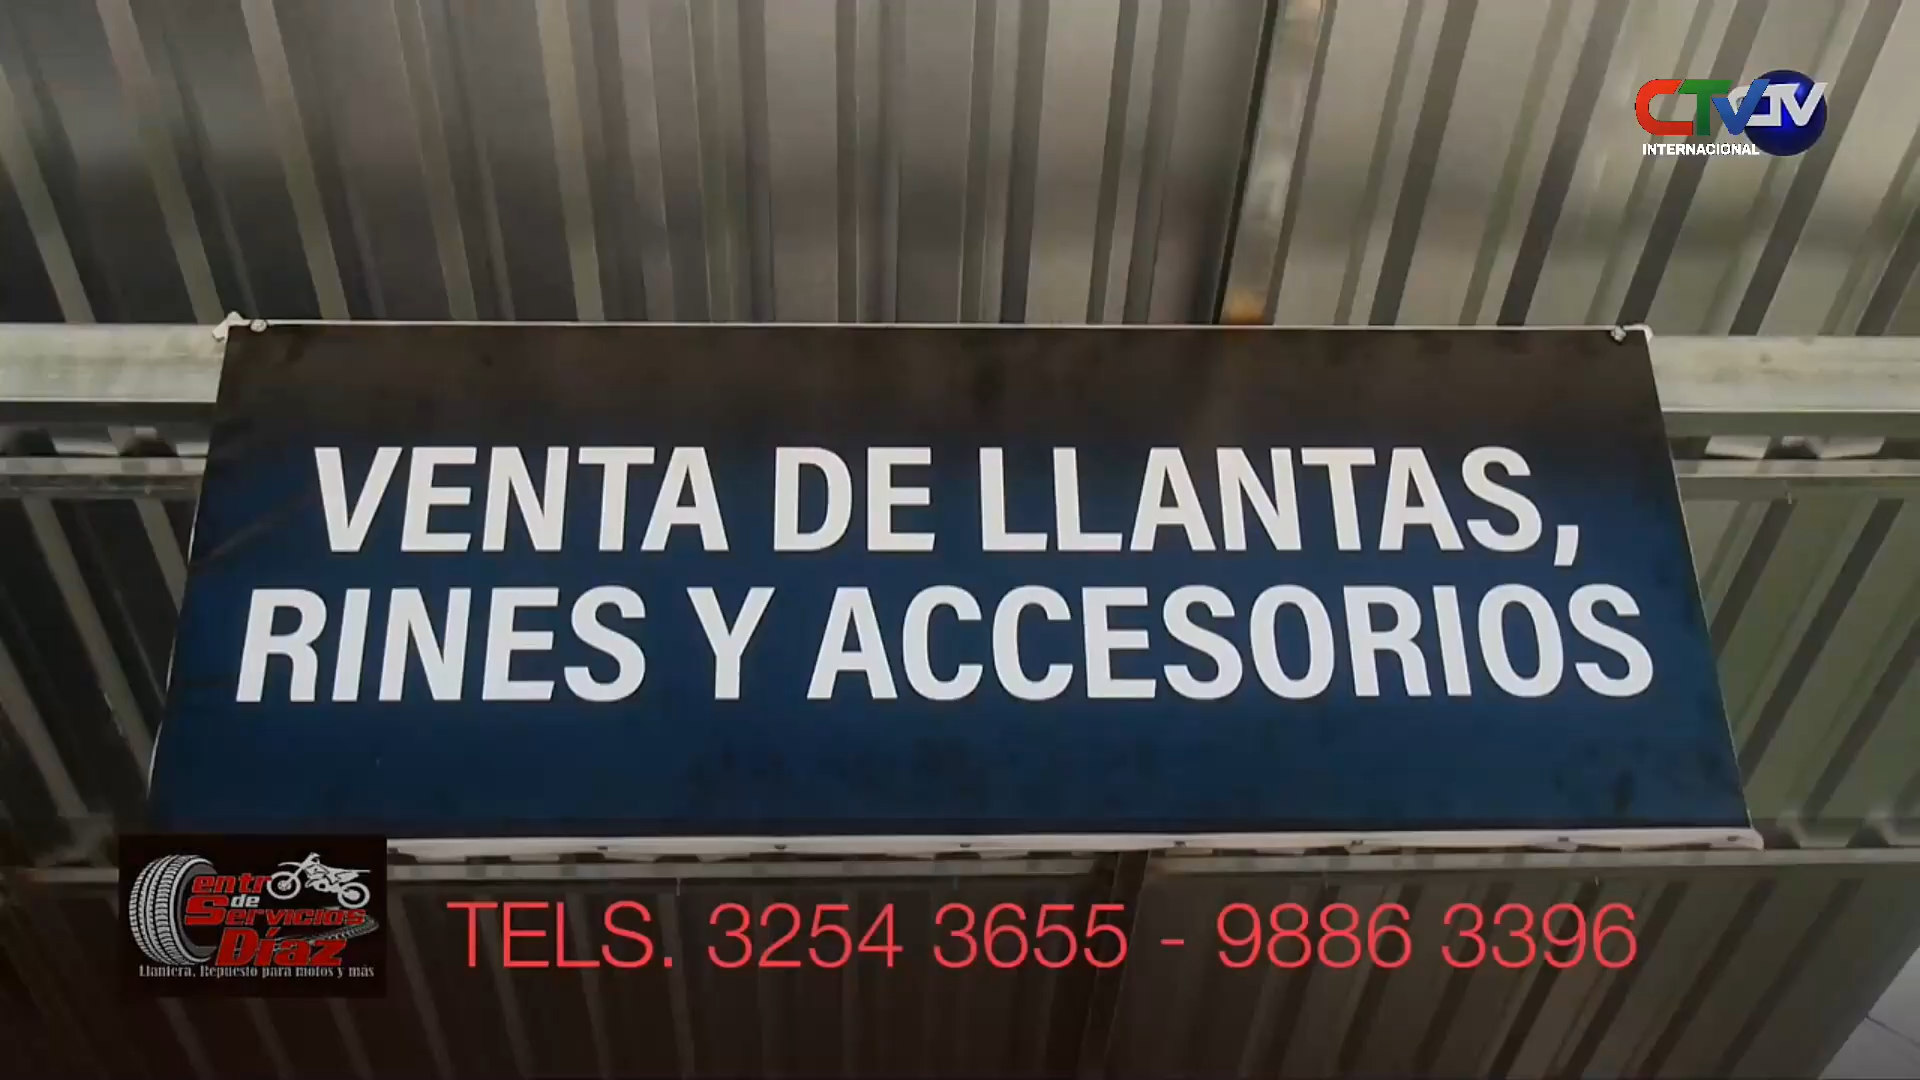 CTV GTV
INTERNACIONAL
VENTA DE LLANTAS,
RINES Y ACCESORIOS
Centro
de
Servicios
Díaz
Llantera, Repuesto para motos y más
TELS. 3254 3655 - 9886 3396